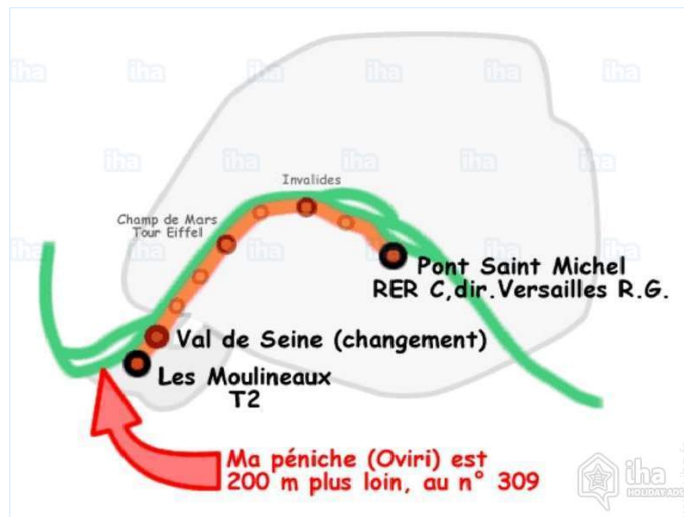 Invalides
Champ de Mars
Tour Eiffel
Pont Saint Michel
RER C,dir.Versailles R.G.
Val de Seine (changement)
Les Moulineaux
T2
Ma péniche (Oviri) est
200 m plus loin, au n° 309
iha
HOLIDAY ADS